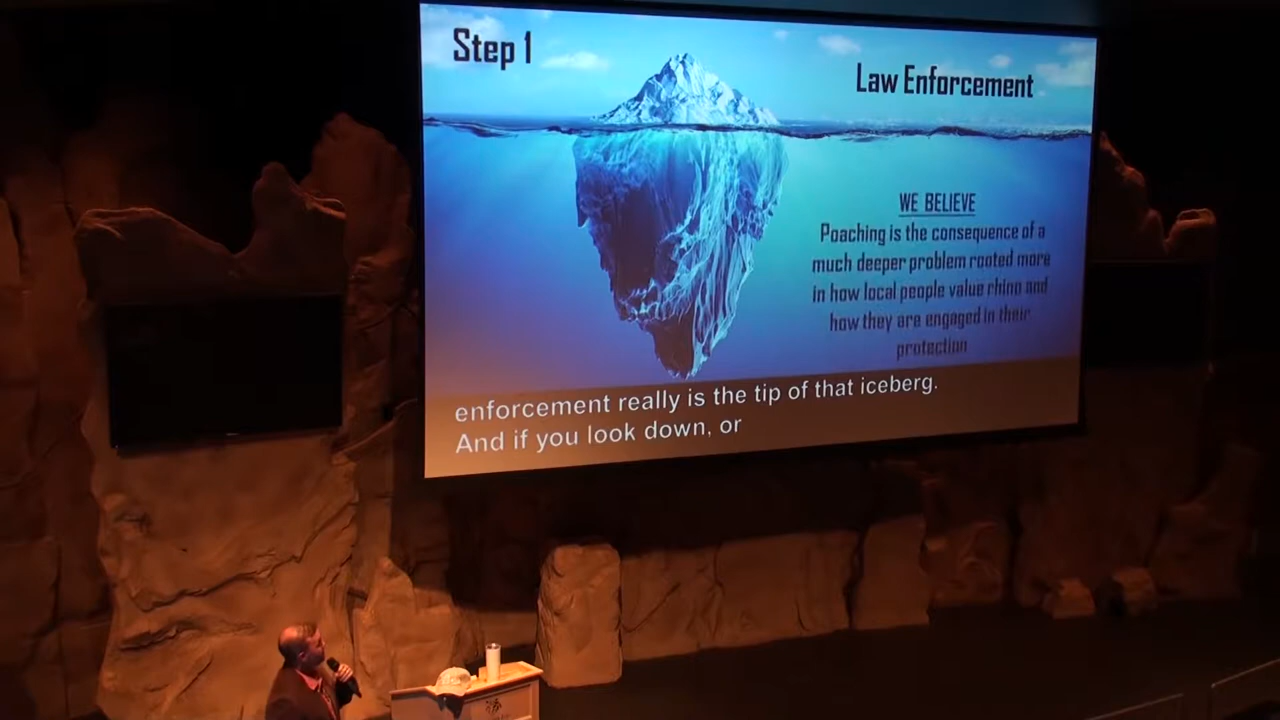 Step 1
Law Enforcement
WE BELIEVE
Poaching is the consequence of a
much deeper problem rooted more
in how local people value rhino and
how they are engaged in their
protection
enforcement really is the tip of that iceberg.
And if you look down, or